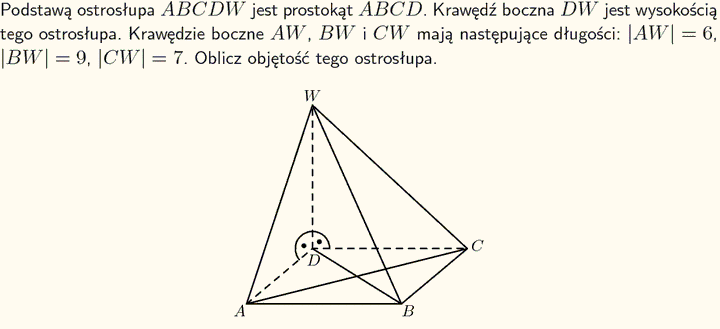 Podstawą ostrosłupa ABCDW jest prostokąt ABCD. Krawędź boczna DW jest wysokością
tego ostrosłupa. Krawędzie boczne AW, BW i CW mają następujące długości: |AW| = 6,
|BW| = 9, |CW| = 7. Oblicz objętość tego ostrosłupa.
W
C
D
A
B